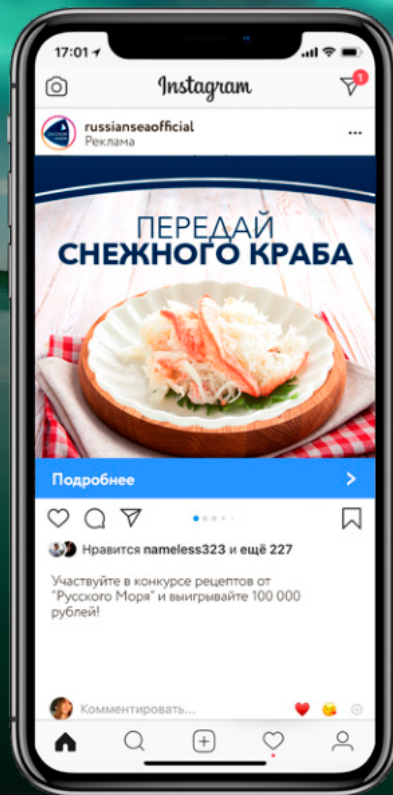 17:01
Instagram
1
russianseaofficial
Реклама
ПЕРЕДАЙ
СНЕЖНОГО КРАБА
Подробнее
Нравится nameless323 и ещё 227
Участвуйте в конкурсе рецептов от
"Русского Моря" и выигрывайте 100 000
рублей!
Комментировать...